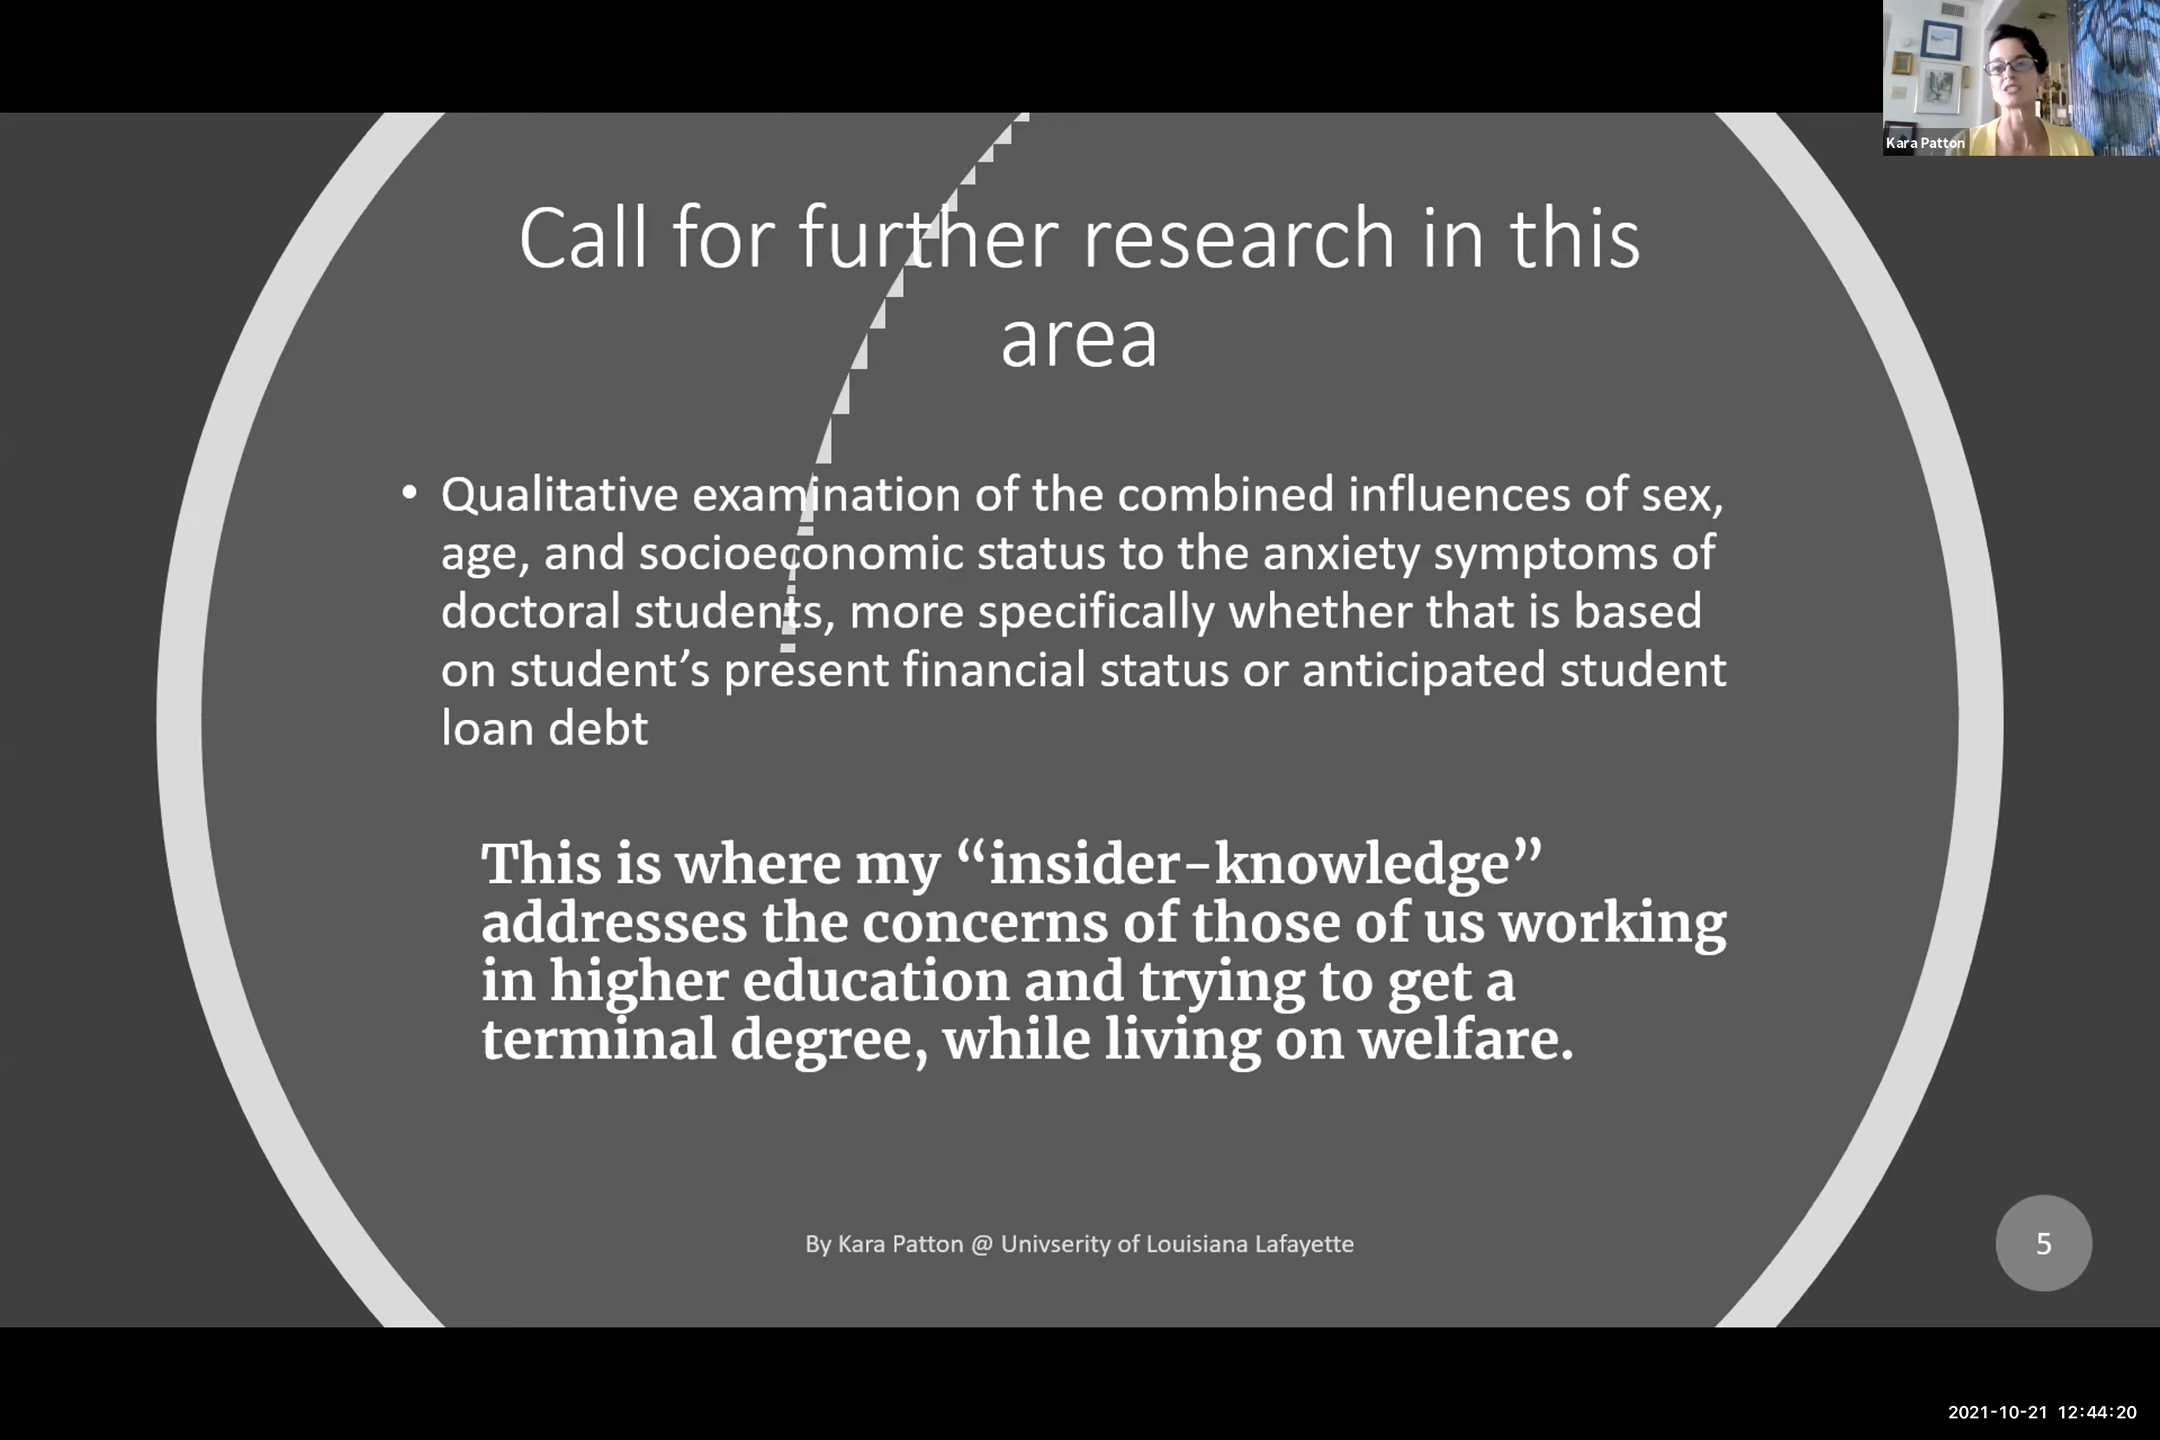 Kara Patton
Call for further research in this
area
• Qualitative examination of the combined influences of sex,
age, and socioeconomic status to the anxiety symptoms of
doctoral students, more specifically whether that is based
on student’s present financial status or anticipated student
loan debt
This is where my “insider-knowledge”
addresses the concerns of those of us working
in higher education and trying to get a
terminal degree, while living on welfare.
By Kara Patton @ Univserity of Louisiana Lafayette
5
2021-10-21 12:44:20